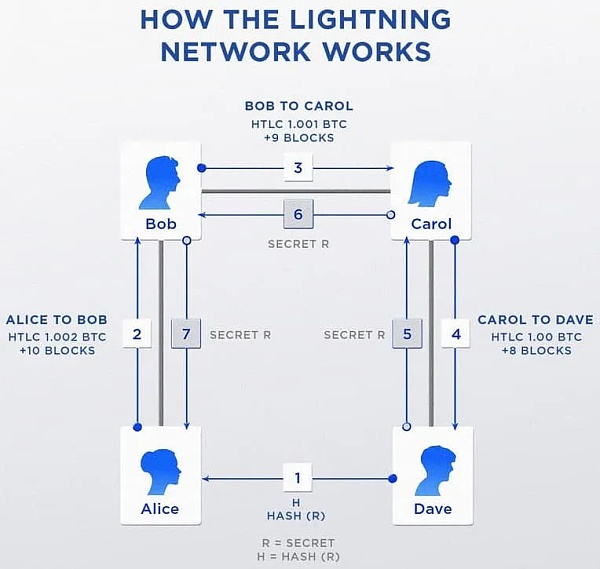 HOW THE LIGHTNING
NETWORK WORKS
BOB TO CAROL
HTLC 1.001 BTC
+9 BLOCKS
3
Bob
6
Carol
SECRET R
ALICE TO BOB
HTLC 1.002 BTC
+10 BLOCKS
2
7
SECRET R
SECRET R
5
4
CAROL TO DAVE
HTLC 1.00 BTC
+8 BLOCKS
Alice
1
Dave
H
HASH (R)
R = SECRET
H = HASH (R)